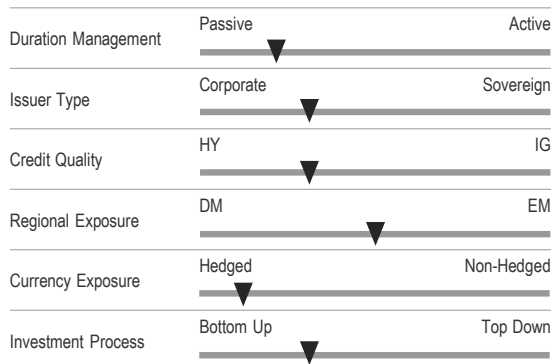 Passive Active
Duration Management
Corporate Sovereign
Issuer Type
HY IG
Credit Quality
DM EM
Regional Exposure
Hedged Non-Hedged
Currency Exposure
Bottom Up Top Down
Investment Process